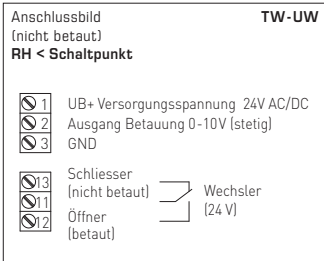 Anschlussbild TW-UW
(nicht betaut)
RH < Schaltpunkt
1 UB+ Versorgungsspannung 24V AC/DC
2 Ausgang Betauung 0-10V (stetig)
3 GND
13 Schliesser
(nicht betaut)
11 Wechsler
(24 V)
12 Öffner
(betaut)